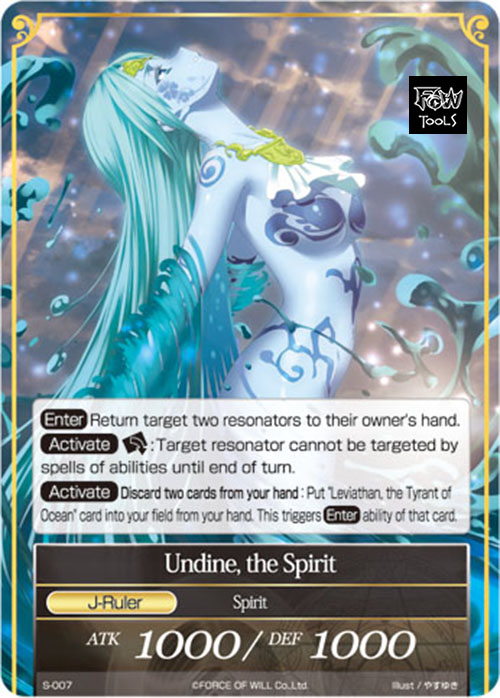 FOW
TOOLS
Enter Return target two resonators to their owner's hand.
Activate :Target resonator cannot be targeted by
spells of abilities until end of turn.
Activate Discard two cards from your hand : Put "Leviathan, the Tyrant of
Ocean" card into your field from your hand. This triggers Enter ability of that card.
Undine, the Spirit
J-Ruler Spirit
ATK 1000 / DEF 1000
S-007 ©FORCE OF WILL Co.,Ltd. Illust / やすゆき